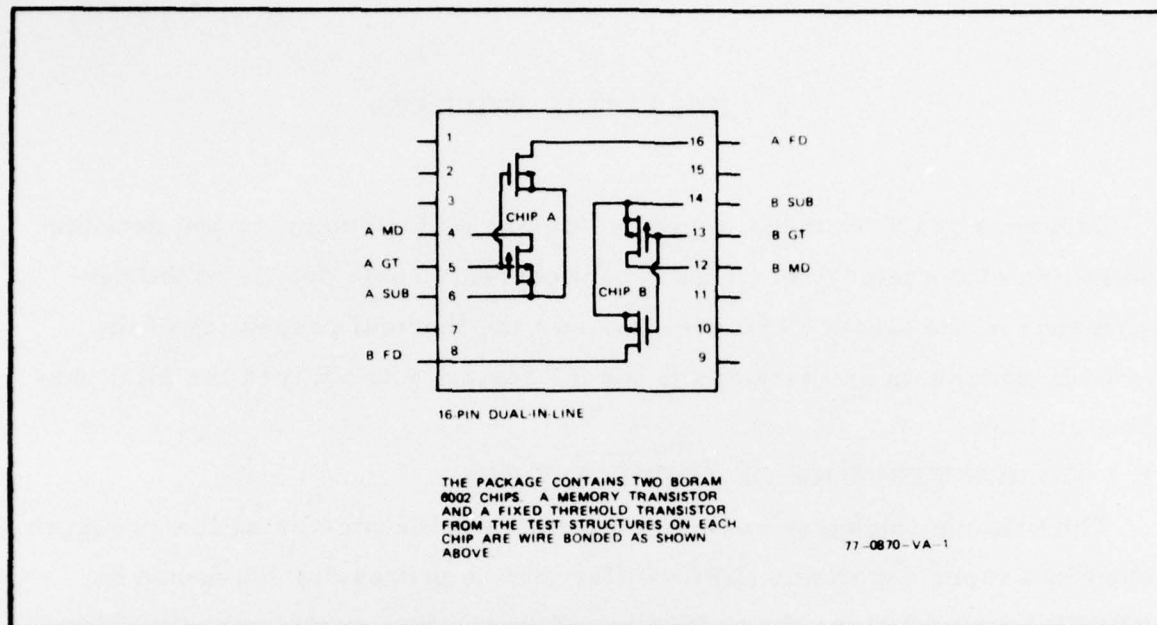 1
2
3
A MD 4
A GT 5
A SUB 6
7
B FD 8
CHIP A
CHIP B
16 A FD
15
14 B SUB
13 B GT
12 B MD
11
10
9
16 PIN DUAL-IN-LINE
THE PACKAGE CONTAINS TWO BORAM
6002 CHIPS. A MEMORY TRANSISTOR
AND A FIXED THREHOLD TRANSISTOR
FROM THE TEST STRUCTURES ON EACH
CHIP ARE WIRE BONDED AS SHOWN
ABOVE.
77-0870-VA-1